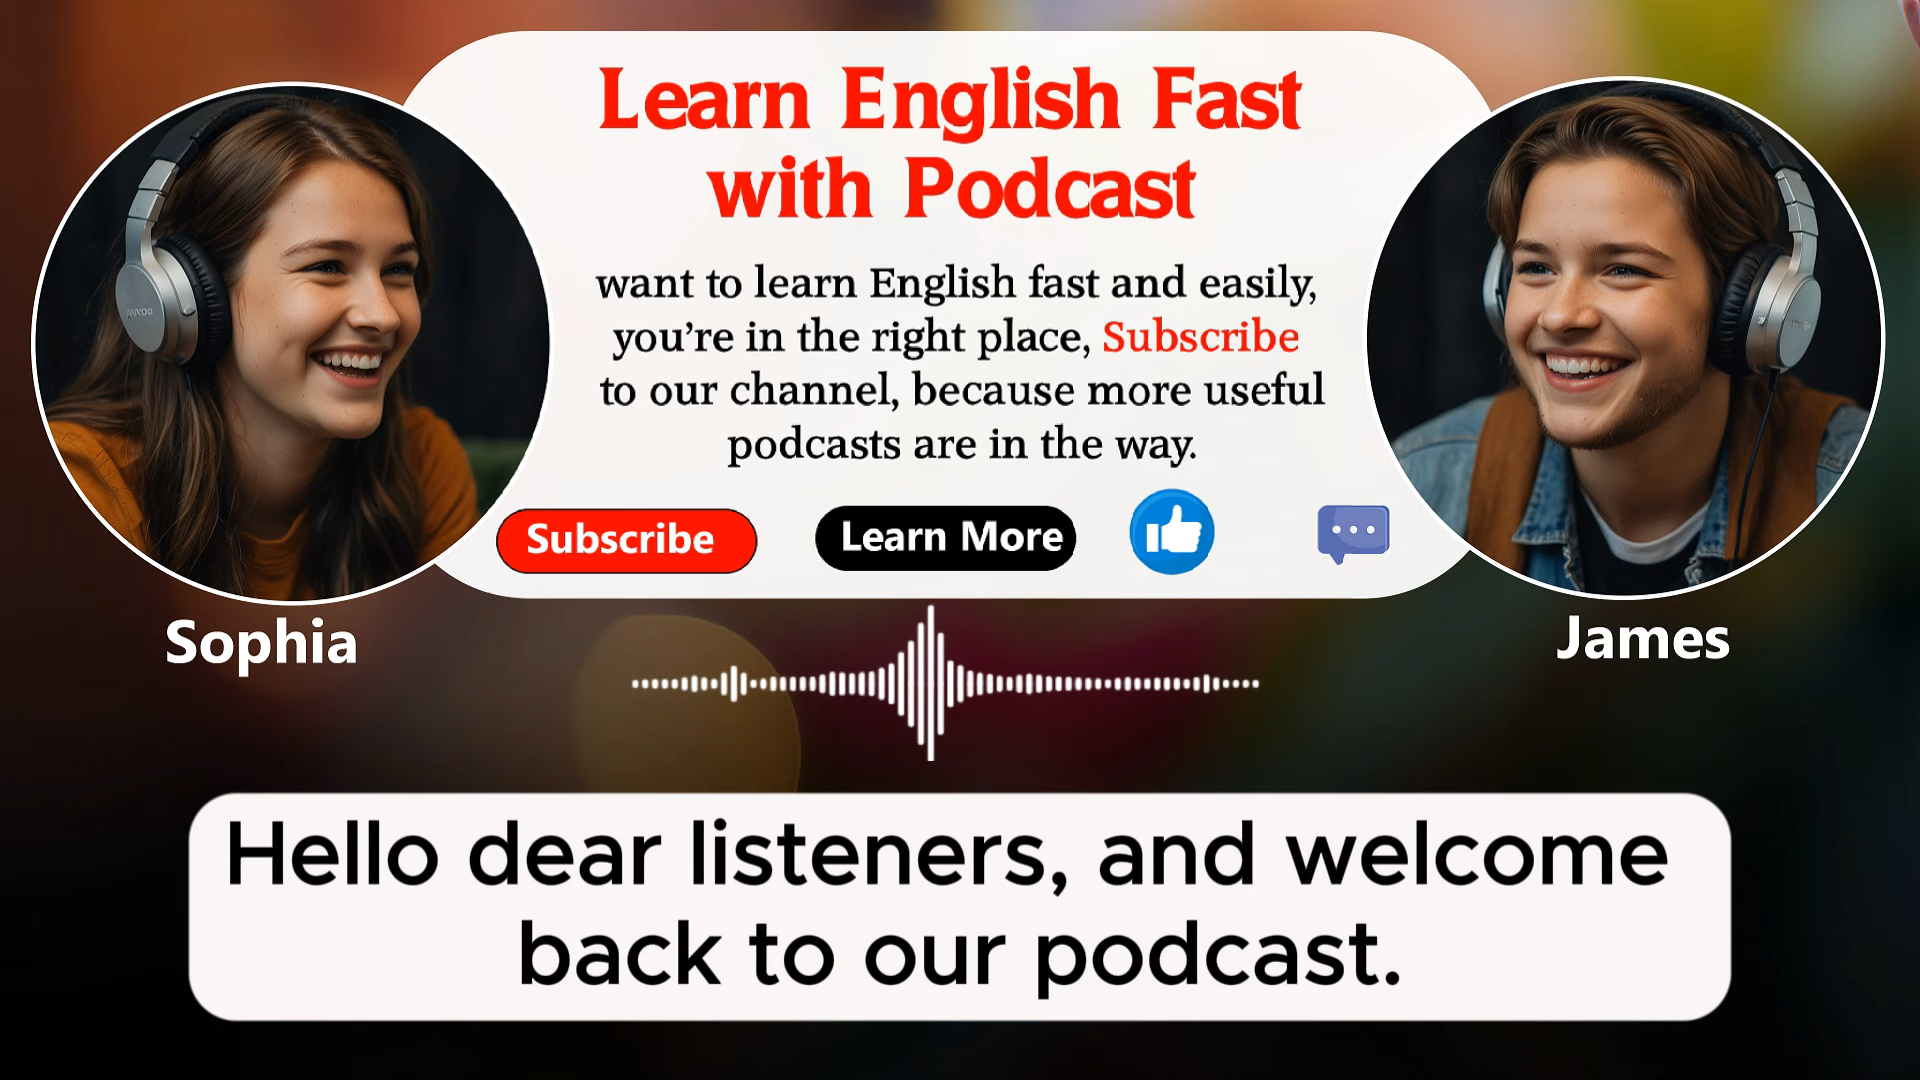 Learn English Fast
with Podcast
want to learn English fast and easily,
you're in the right place, Subscribe
to our channel, because more useful
podcasts are in the way.
Subscribe
Learn More
Sophia
James
Hello dear listeners, and welcome
back to our podcast.